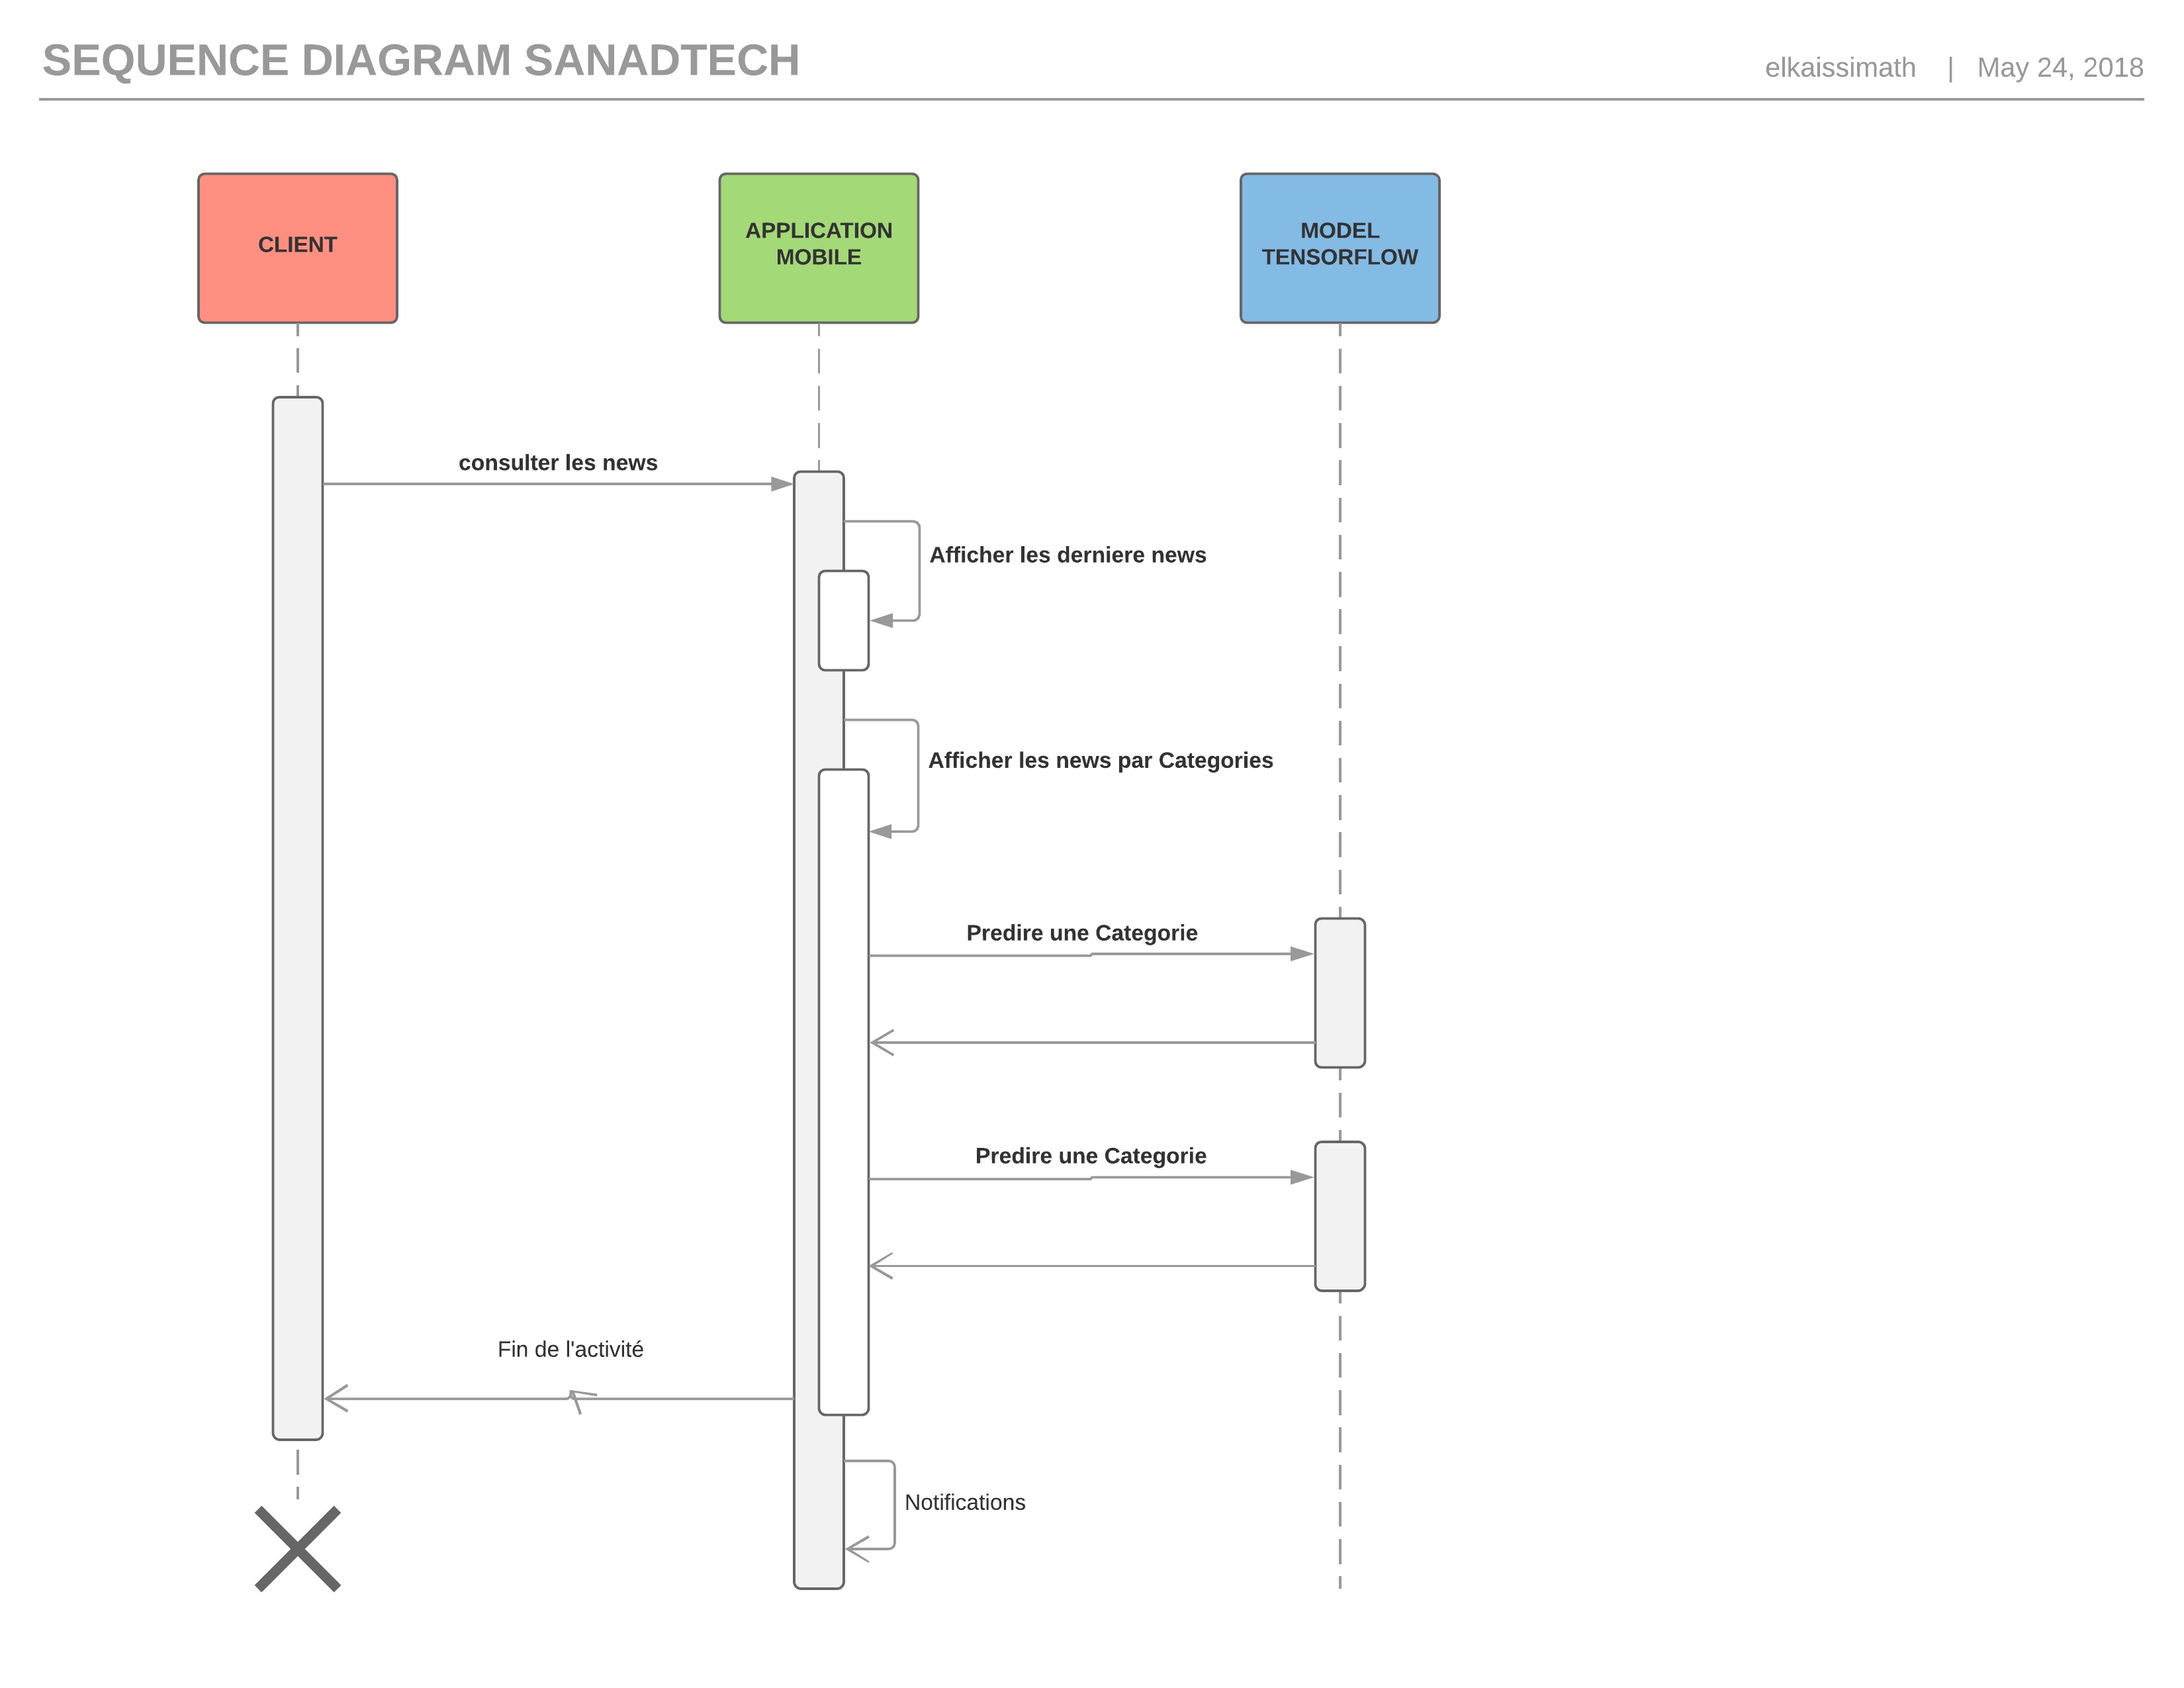 SEQUENCE DIAGRAM SANADTECH
elkaissimath | May 24, 2018
CLIENT
APPLICATION
MOBILE
MODEL
TENSORFLOW
consulter les news
Afficher les derniere news
Afficher les news par Categories
Predire une Categorie
Predire une Categorie
Fin de l'activité
Notifications